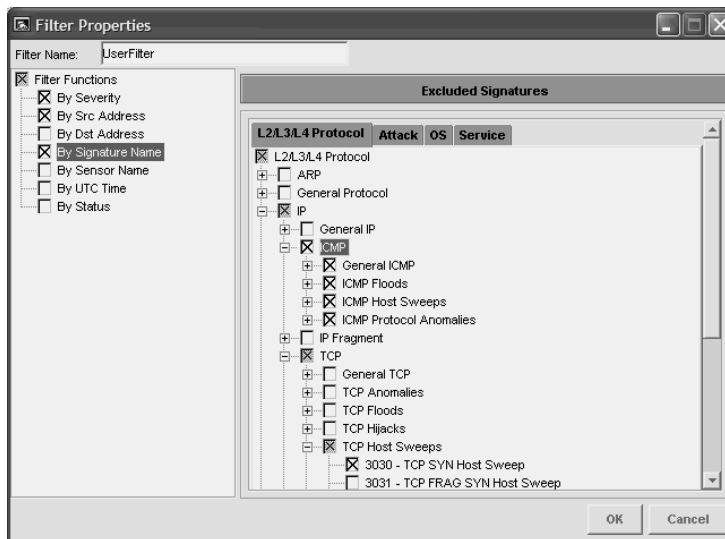 Filter Properties
Filter Name: UserFilter
Filter Functions
By Severity
By Src Address
By Dst Address
By Signature Name
By Sensor Name
By UTC Time
By Status
Excluded Signatures
L2/L3/L4 Protocol Attack OS Service
L2/L3/L4 Protocol
ARP
General Protocol
IP
General IP
ICMP
General ICMP
ICMP Floods
ICMP Host Sweeps
ICMP Protocol Anomalies
IP Fragment
TCP
General TCP
TCP Anomalies
TCP Floods
TCP Hijacks
TCP Host Sweeps
3030 - TCP SYN Host Sweep
3031 - TCP FRAG SYN Host Sweep
OK Cancel